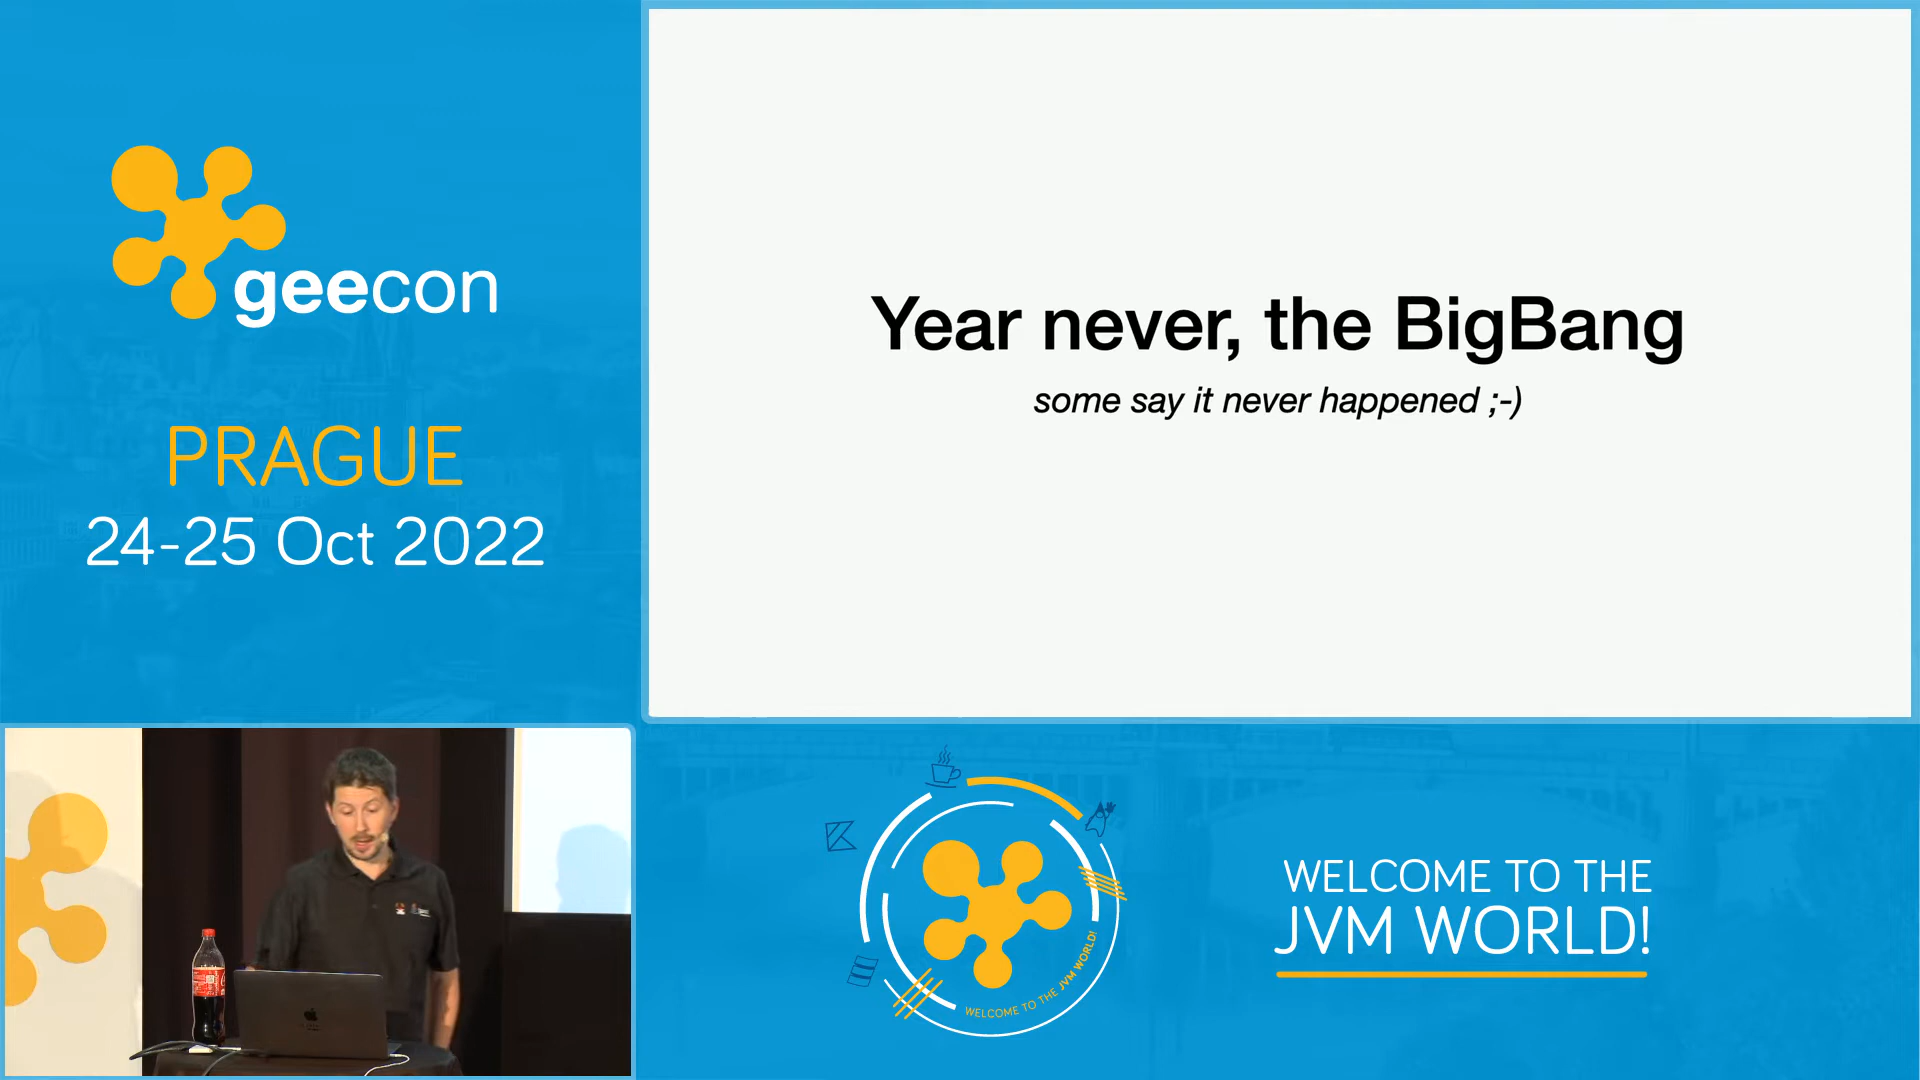 geecon
PRAGUE
24-25 Oct 2022
Year never, the BigBang
some say it never happened ;-)
WELCOME TO THE JVM WORLD!
WELCOME TO THE
JVM WORLD!